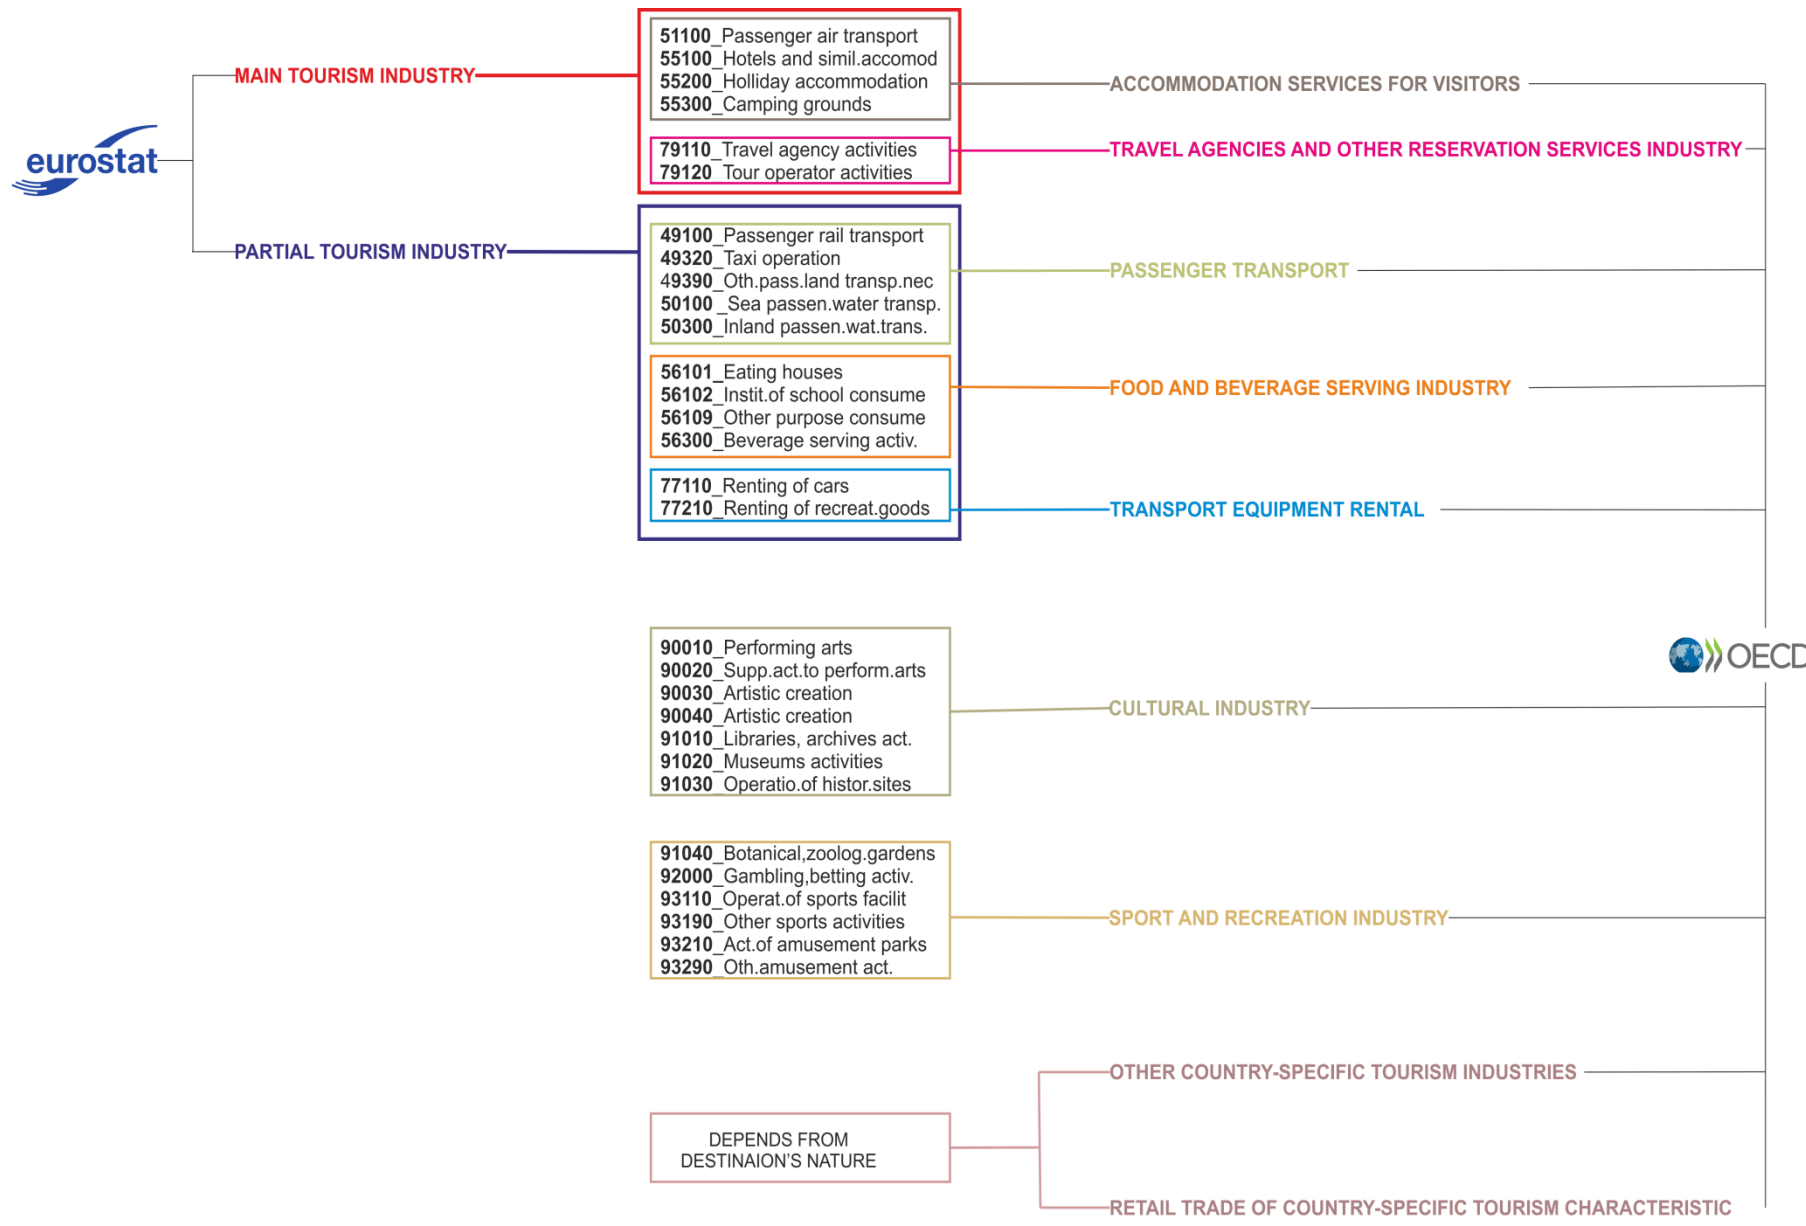 eurostat
MAIN TOURISM INDUSTRY
51100_Passenger air transport
55100_Hotels and simil.accomod
55200_Holliday accommodation
55300_Camping grounds
ACCOMMODATION SERVICES FOR VISITORS
79110_Travel agency activities
79120_Tour operator activities
TRAVEL AGENCIES AND OTHER RESERVATION SERVICES INDUSTRY
PARTIAL TOURISM INDUSTRY
49100_Passenger rail transport
49320_Taxi operation
49390_Oth.pass.land transp.nec
50100_Sea passen.water transp.
50300_Inland passen.wat.trans.
PASSENGER TRANSPORT
56101_Eating houses
56102_Instit.of school consume
56109_Other purpose consume
56300_Beverage serving activ.
FOOD AND BEVERAGE SERVING INDUSTRY
77110_Renting of cars
77210_Renting of recreat.goods
TRANSPORT EQUIPMENT RENTAL
90010_Performing arts
90020_Supp.act.to perform.arts
90030_Artistic creation
90040_Artistic creation
91010_Libraries, archives act.
91020_Museums activities
91030_Operatio.of histor.sites
CULTURAL INDUSTRY
OECD
91040_Botanical,zoolog.gardens
92000_Gambling,betting activ.
93110_Operat.of sports facilit
93190_Other sports activities
93210_Act.of amusement parks
93290_Oth.amusement act.
SPORT AND RECREATION INDUSTRY
OTHER COUNTRY-SPECIFIC TOURISM INDUSTRIES
DEPENDS FROM
DESTINAION'S NATURE
RETAIL TRADE OF COUNTRY-SPECIFIC TOURISM CHARACTERISTIC